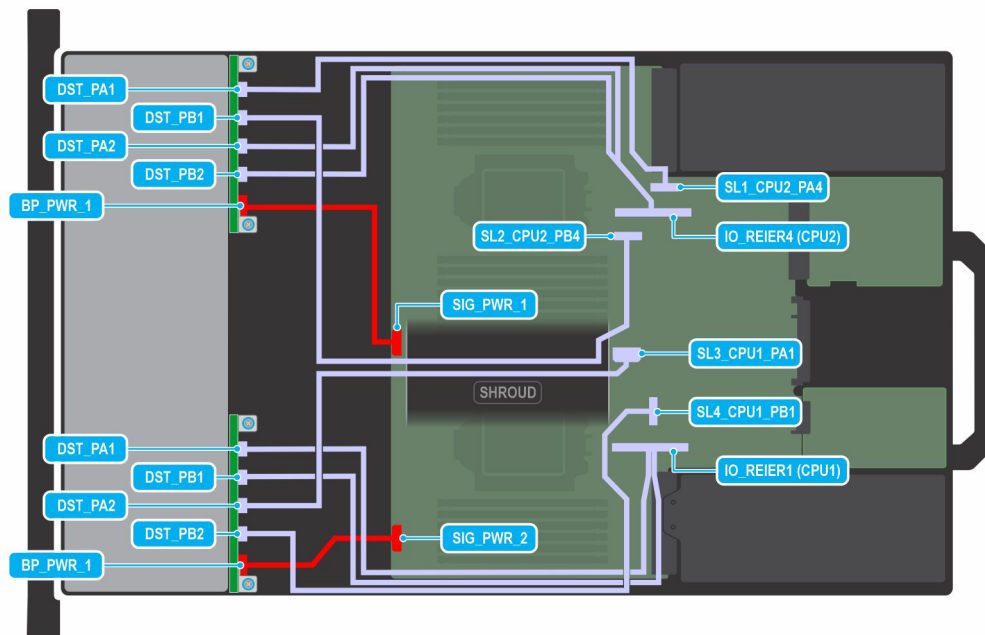 DST_PA1
DST_PB1
DST_PA2
DST_PB2
BP_PWR_1
SL1_CPU2_PA4
SL2_CPU2_PB4
IO_REIER4 (CPU2)
SIG_PWR_1
SL3_CPU1_PA1
SHROUD
SL4_CPU1_PB1
DST_PA1
DST_PB1
DST_PA2
DST_PB2
BP_PWR_1
IO_REIER1 (CPU1)
SIG_PWR_2